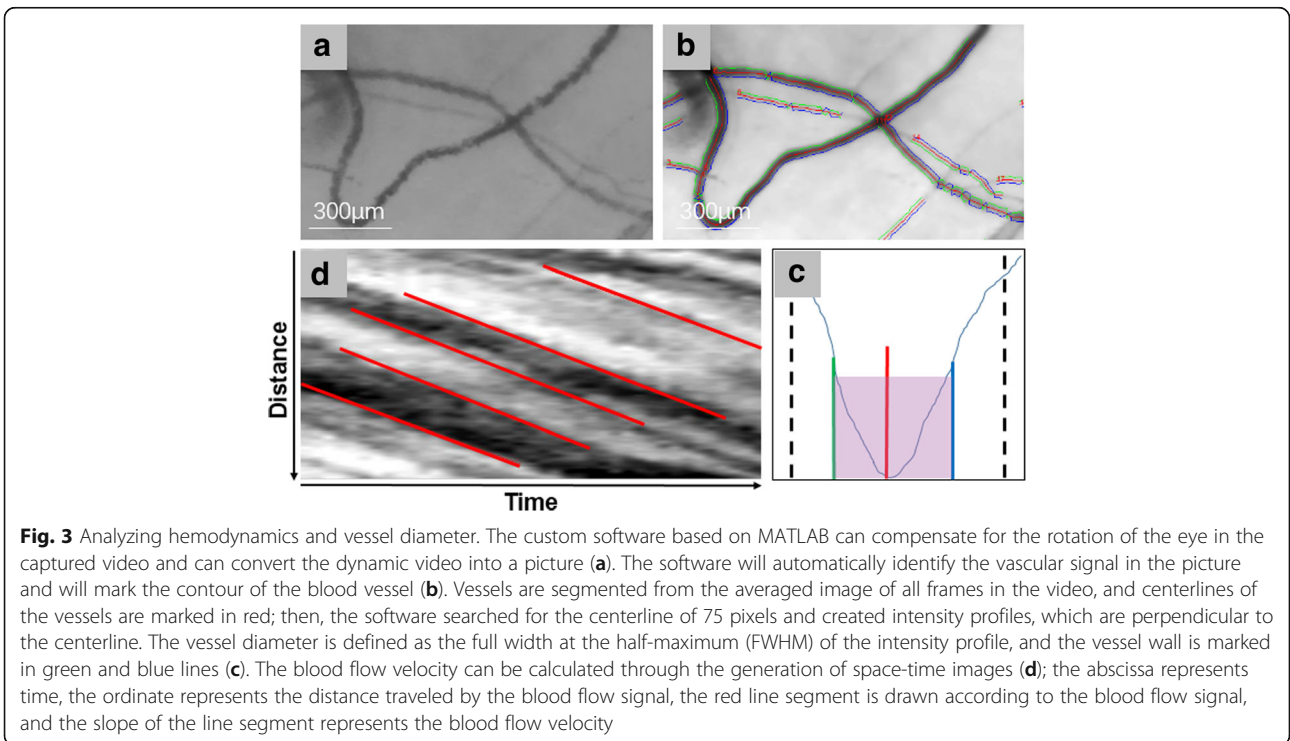 a
b
300μm
300μm
d
c
Distance
Time
Fig. 3 Analyzing hemodynamics and vessel diameter. The custom software based on MATLAB can compensate for the rotation of the eye in the
captured video and can convert the dynamic video into a picture (a). The software will automatically identify the vascular signal in the picture
and will mark the contour of the blood vessel (b). Vessels are segmented from the averaged image of all frames in the video, and centerlines of
the vessels are marked in red; then, the software searched for the centerline of 75 pixels and created intensity profiles, which are perpendicular to
the centerline. The vessel diameter is defined as the full width at the half-maximum (FWHM) of the intensity profile, and the vessel wall is marked
in green and blue lines (c). The blood flow velocity can be calculated through the generation of space-time images (d); the abscissa represents
time, the ordinate represents the distance traveled by the blood flow signal, the red line segment is drawn according to the blood flow signal,
and the slope of the line segment represents the blood flow velocity